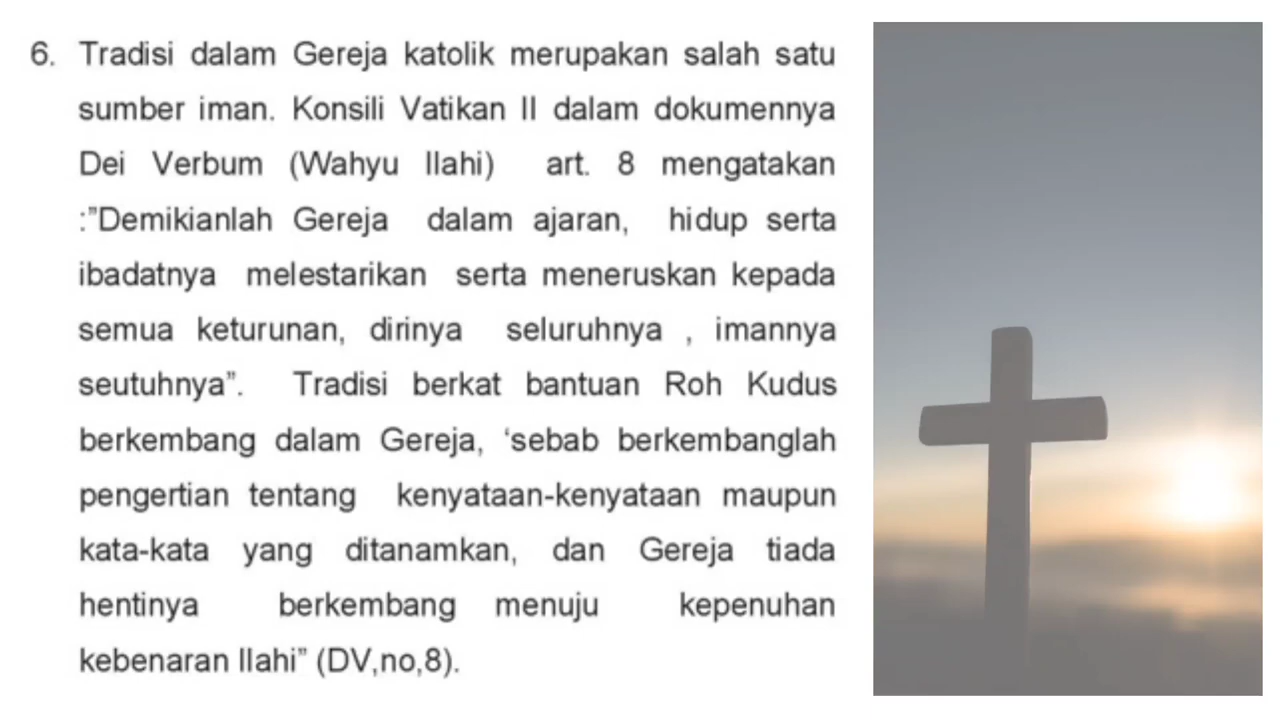 6. Tradisi dalam Gereja katolik merupakan salah satu
sumber iman. Konsili Vatikan II dalam dokumennya
Dei Verbum (Wahyu Ilahi) art. 8 mengatakan
:”Demikianlah Gereja dalam ajaran, hidup serta
ibadatnya melestarikan serta meneruskan kepada
semua keturunan, dirinya seluruhnya , imannya
seutuhnya”. Tradisi berkat bantuan Roh Kudus
berkembang dalam Gereja, ‘sebab berkembanglah
pengertian tentang kenyataan-kenyataan maupun
kata-kata yang ditanamkan, dan Gereja tiada
hentinya berkembang menuju kepenuhan
kebenaran Ilahi” (DV,no,8).